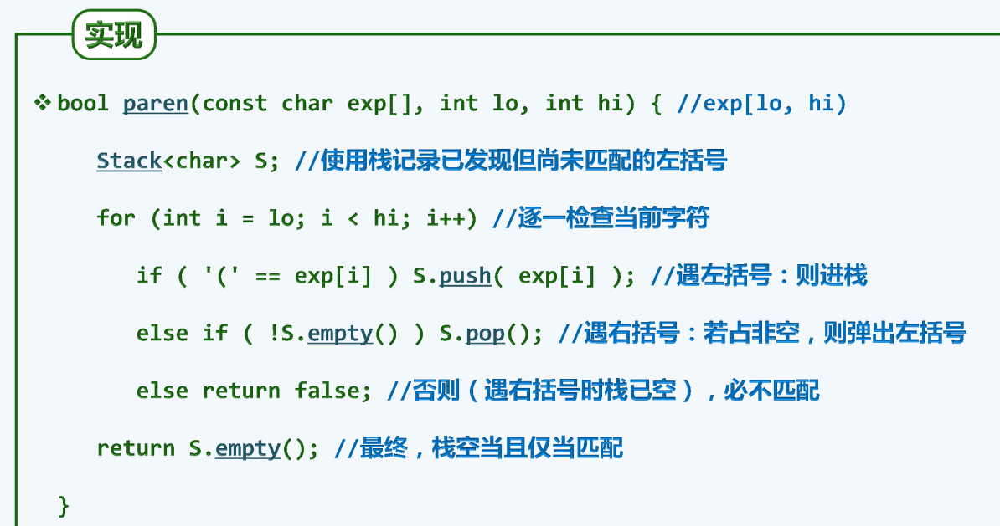 实现
❖bool paren(const char exp[], int lo, int hi) { //exp[lo, hi)
Stack<char> S; //使用栈记录已发现但尚未匹配的左括号
for (int i = lo; i < hi; i++) //逐一检查当前字符
if ( '(' == exp[i] ) S.push( exp[i] ); //遇左括号：则进栈
else if ( !S.empty() ) S.pop(); //遇右括号：若占非空，则弹出左括号
else return false; //否则（遇右括号时栈已空），必不匹配
return S.empty(); //最终，栈空当且仅当匹配
}